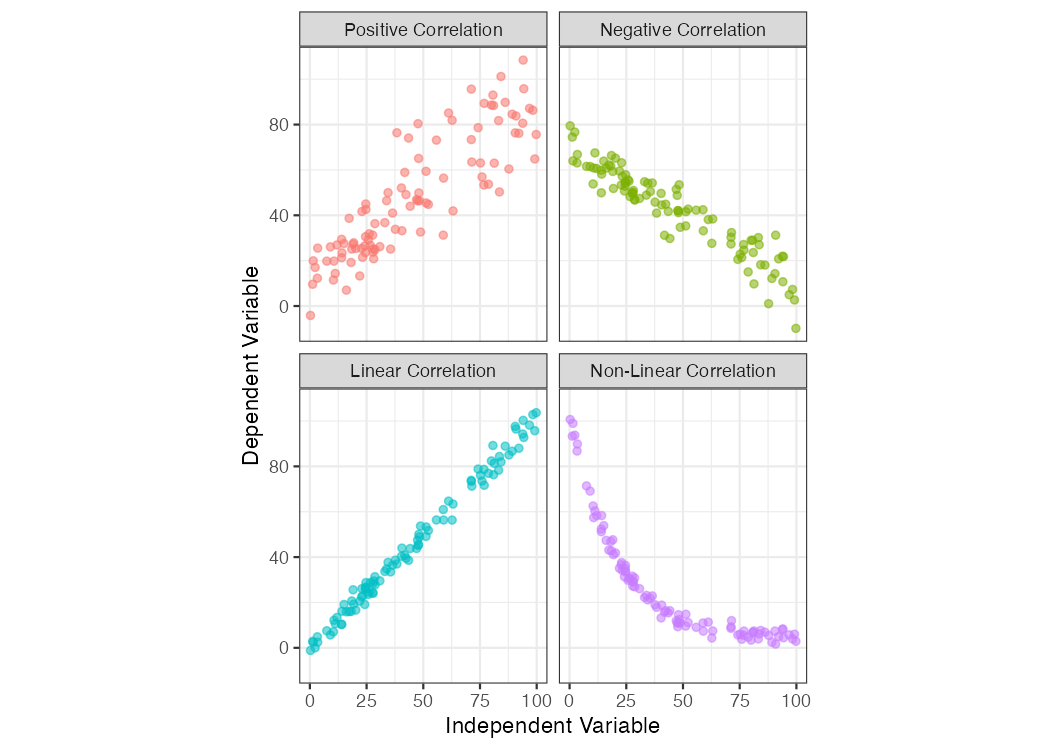 Positive Correlation
Negative Correlation
80
40
0
Linear Correlation
Non-Linear Correlation
80
40
0
0 25 50 75 100 0 25 50 75 100
Independent Variable
Dependent Variable